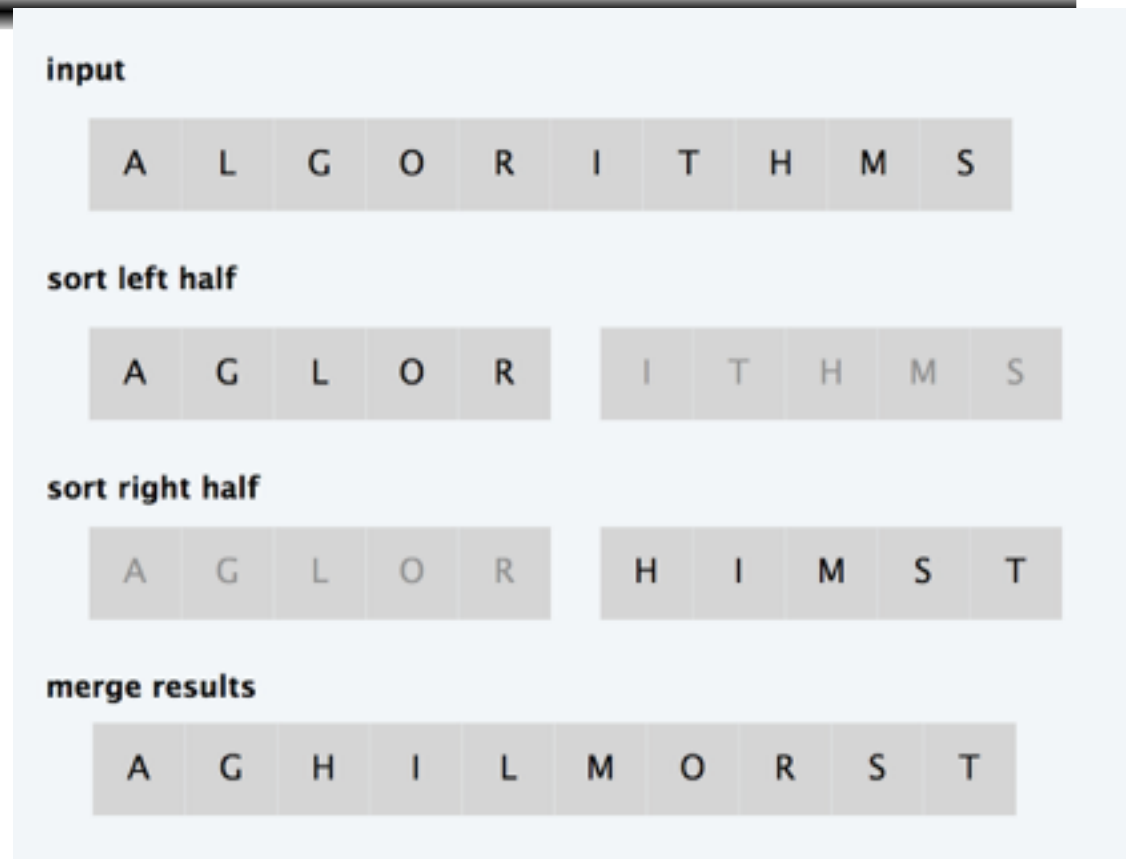 input
A L G O R I T H M S
sort left half
A G L O R I T H M S
sort right half
A G L O R H I M S T
merge results
A G H I L M O R S T